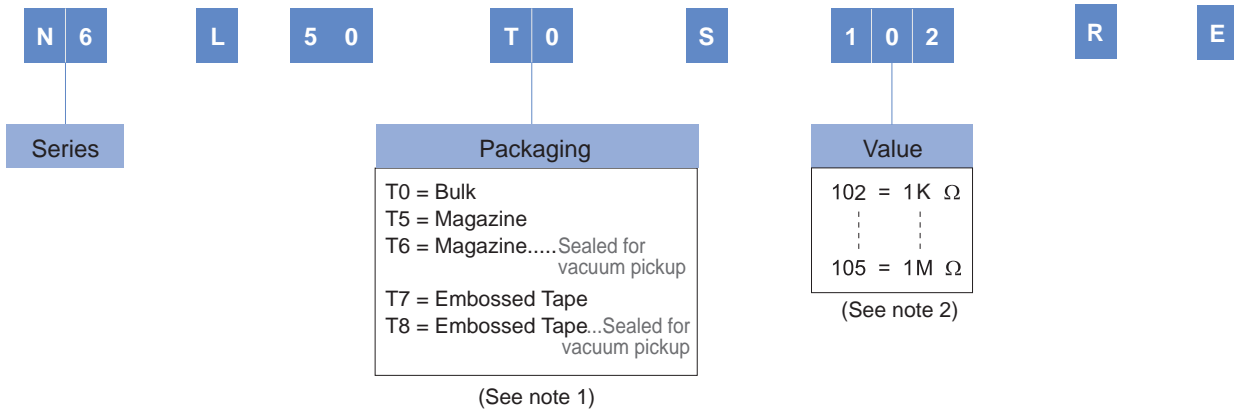 N 6 L 5 0 T 0 S 1 0 2 R E
Series
Packaging
T0 = Bulk
T5 = Magazine
T6 = Magazine.....Sealed for
vacuum pickup
T7 = Embossed Tape
T8 = Embossed Tape...Sealed for
vacuum pickup
(See note 1)
Value
102 = 1K Ω
105 = 1M Ω
(See note 2)